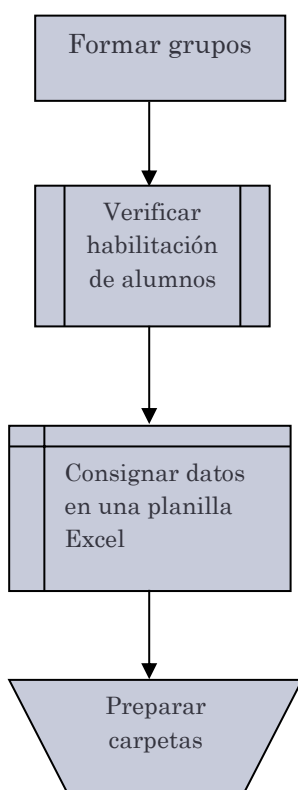 Formar grupos
Verificar
habilitación
de alumnos
Consignar datos
en una planilla
Excel
Preparar
carpetas